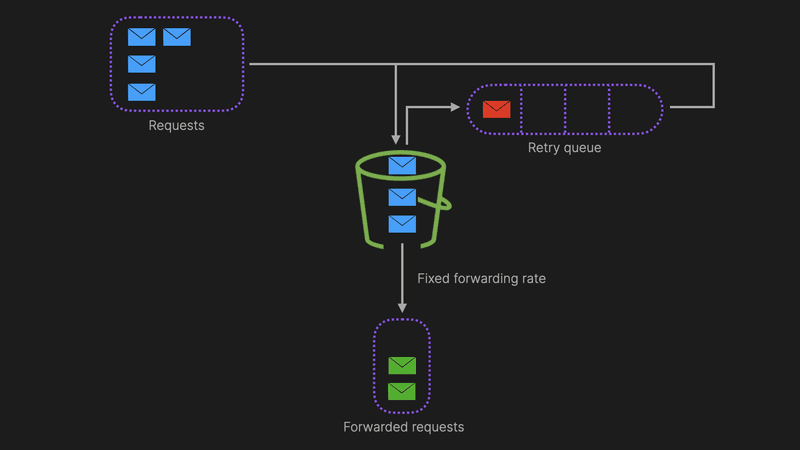 Requests
Retry queue
Fixed forwarding rate
Forwarded requests